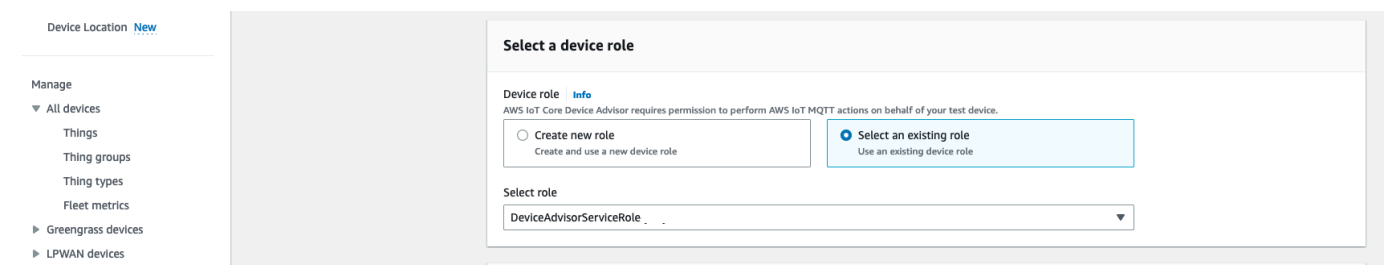 Device Location New
Manage
All devices
Things
Thing groups
Thing types
Fleet metrics
Greengrass devices
LPWAN devices
Select a device role
Device role Info
AWS IoT Core Device Advisor requires permission to perform AWS IoT MQTT actions on behalf of your test device.
Create new role
Create and use a new device role
Select an existing role
Use an existing device role
Select role
DeviceAdvisorServiceRole